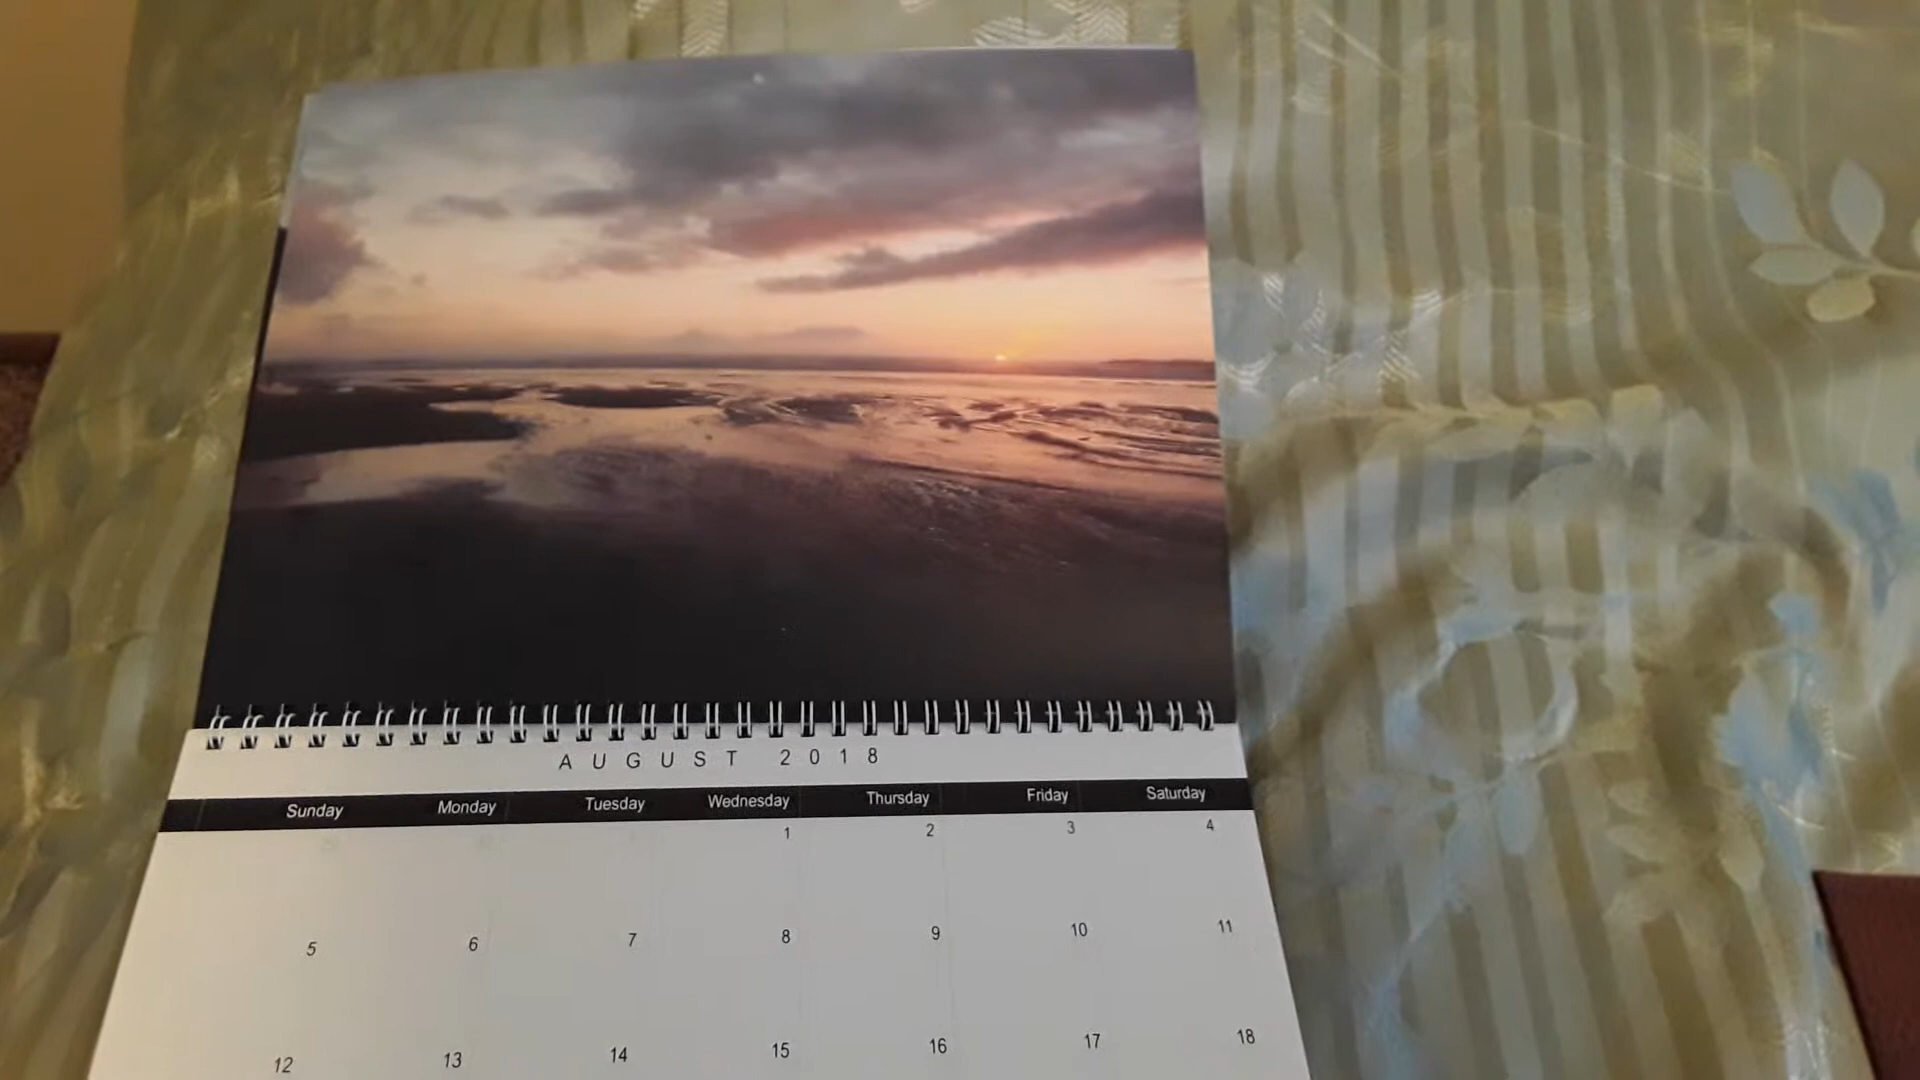 AUGUST 2018
Sunday Monday Tuesday Wednesday Thursday Friday Saturday
1 2 3 4
5 6 7 8 9 10 11
12 13 14 15 16 17 18